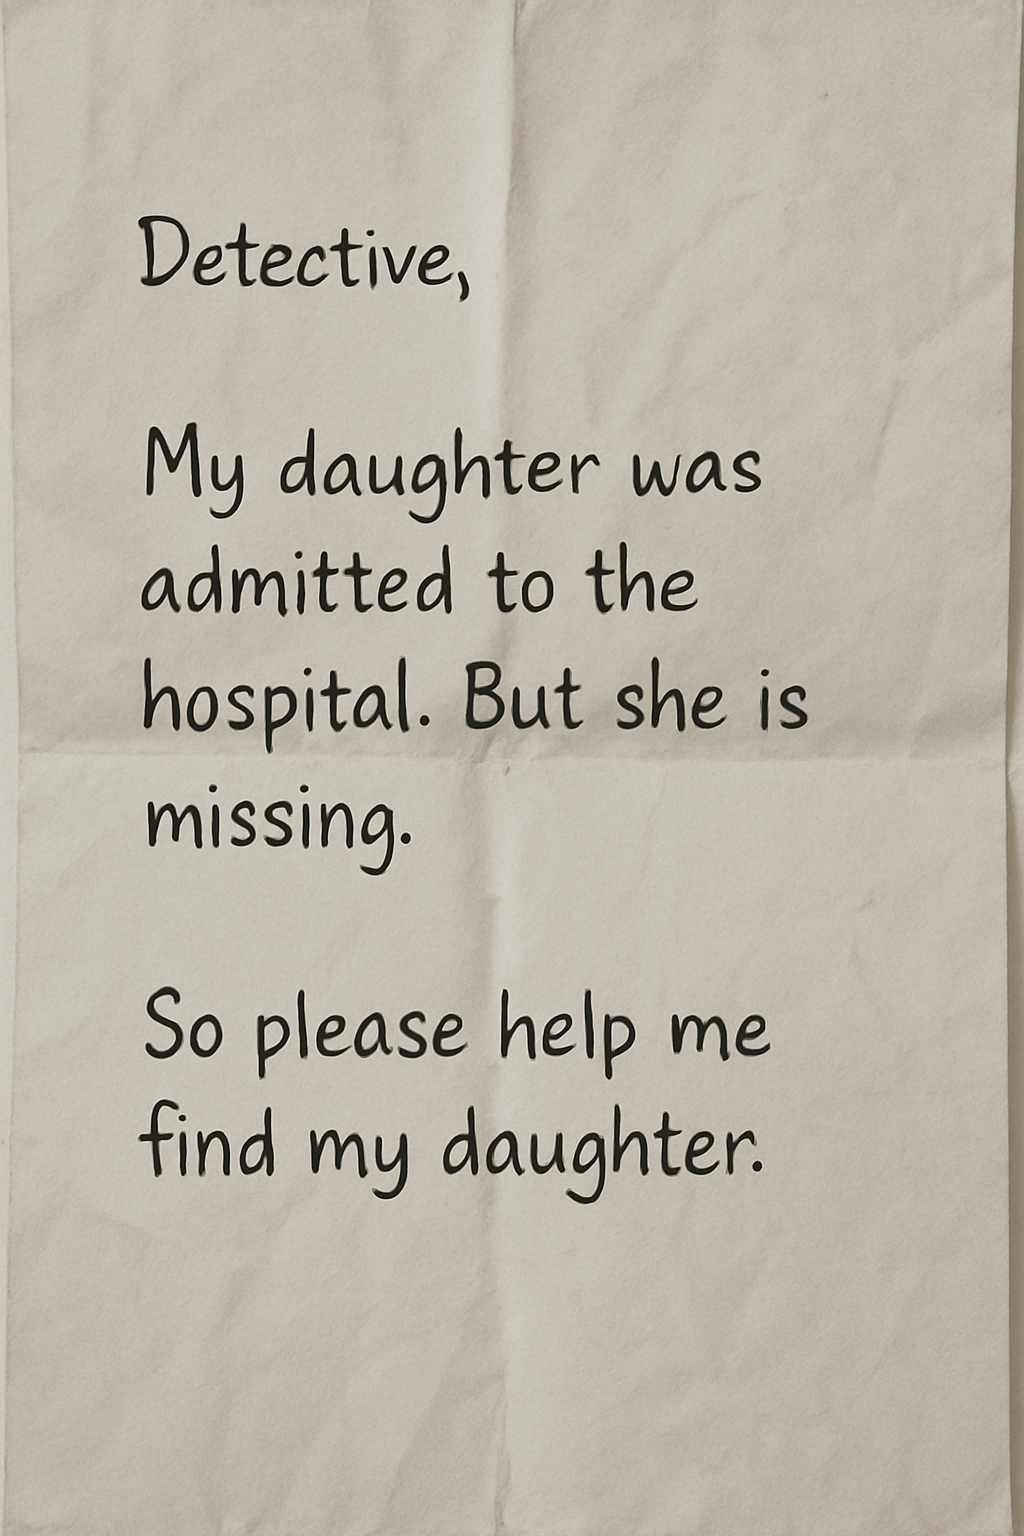 Detective,
My daughter was
admitted to the
hospital. But she is
missing.
So please help me
find my daughter.